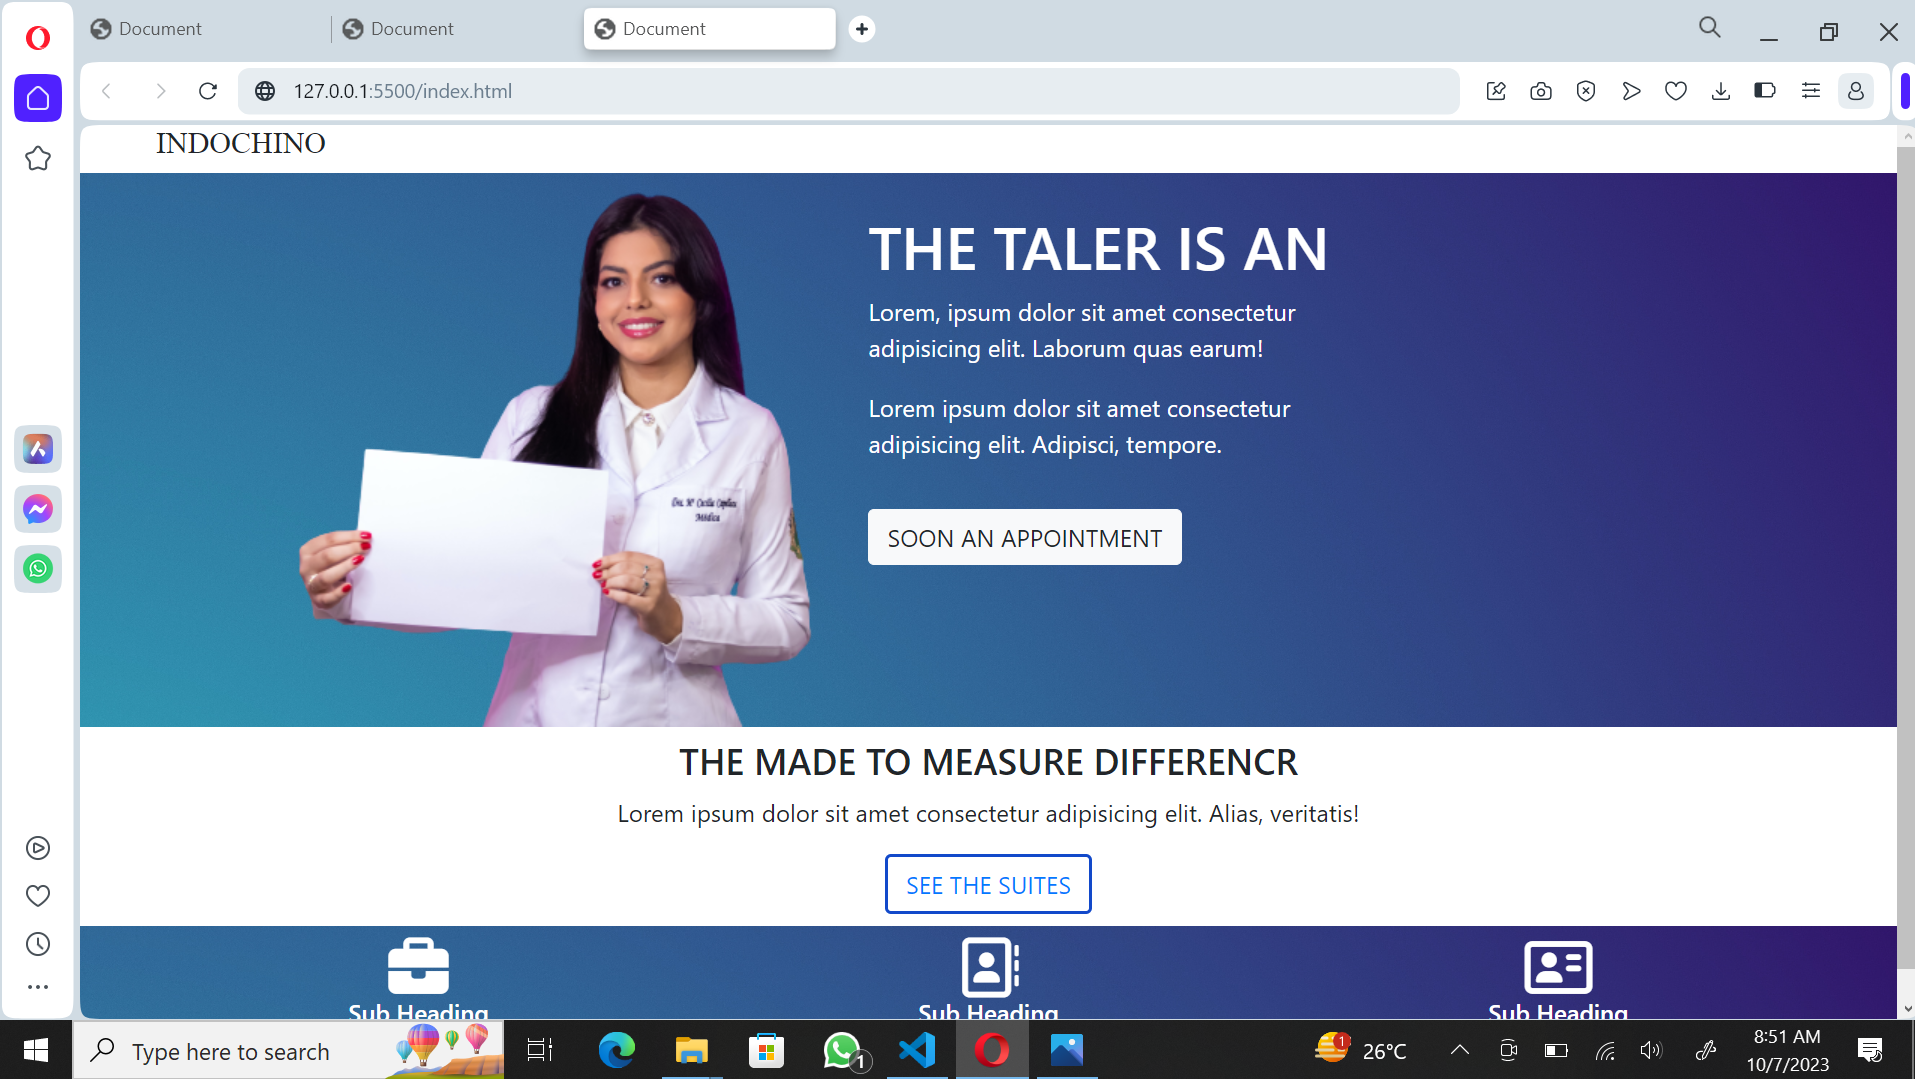 Document
Document
Document
127.0.0.1:5500/index.html
INDOCHINO
THE TALER IS AN
Lorem, ipsum dolor sit amet consectetur
adipisicing elit. Laborum quas earum!
Lorem ipsum dolor sit amet consectetur
adipisicing elit. Adipisci, tempore.
SOON AN APPOINTMENT
Médica
THE MADE TO MEASURE DIFFERENCR
Lorem ipsum dolor sit amet consectetur adipisicing elit. Alias, veritatis!
SEE THE SUITES
Sub Heading
Sub Heading
Sub Heading
Type here to search
1
1
26°C
8:51 AM
10/7/2023